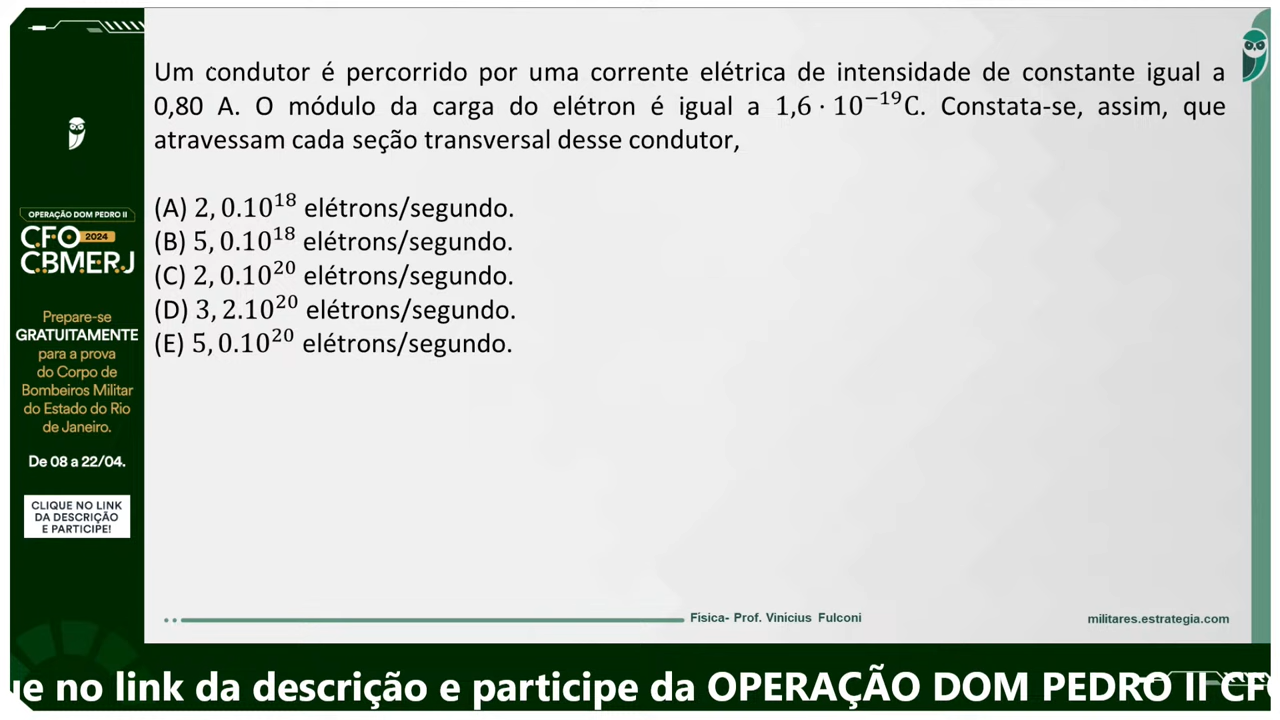 Um condutor é percorrido por uma corrente elétrica de intensidade de constante igual a
0,80 A. O módulo da carga do elétron é igual a 1,6 · 10⁻¹⁹C. Constata-se, assim, que
atravessam cada seção transversal desse condutor,
(A) 2, 0.10¹⁸ elétrons/segundo.
(B) 5, 0.10¹⁸ elétrons/segundo.
(C) 2, 0.10²⁰ elétrons/segundo.
(D) 3, 2.10²⁰ elétrons/segundo.
(E) 5, 0.10²⁰ elétrons/segundo.
OPERAÇÃO DOM PEDRO II
CFO 2024
CBMERJ
Prepare-se
GRATUITAMENTE
para a prova
do Corpo de
Bombeiros Militar
do Estado do Rio
de Janeiro.
De 08 a 22/04.
CLIQUE NO LINK
DA DESCRIÇÃO
E PARTICIPE!
Física- Prof. Vinicius Fulconi
militares.estrategia.com
ue no link da descrição e participe da OPERAÇÃO DOM PEDRO II CF